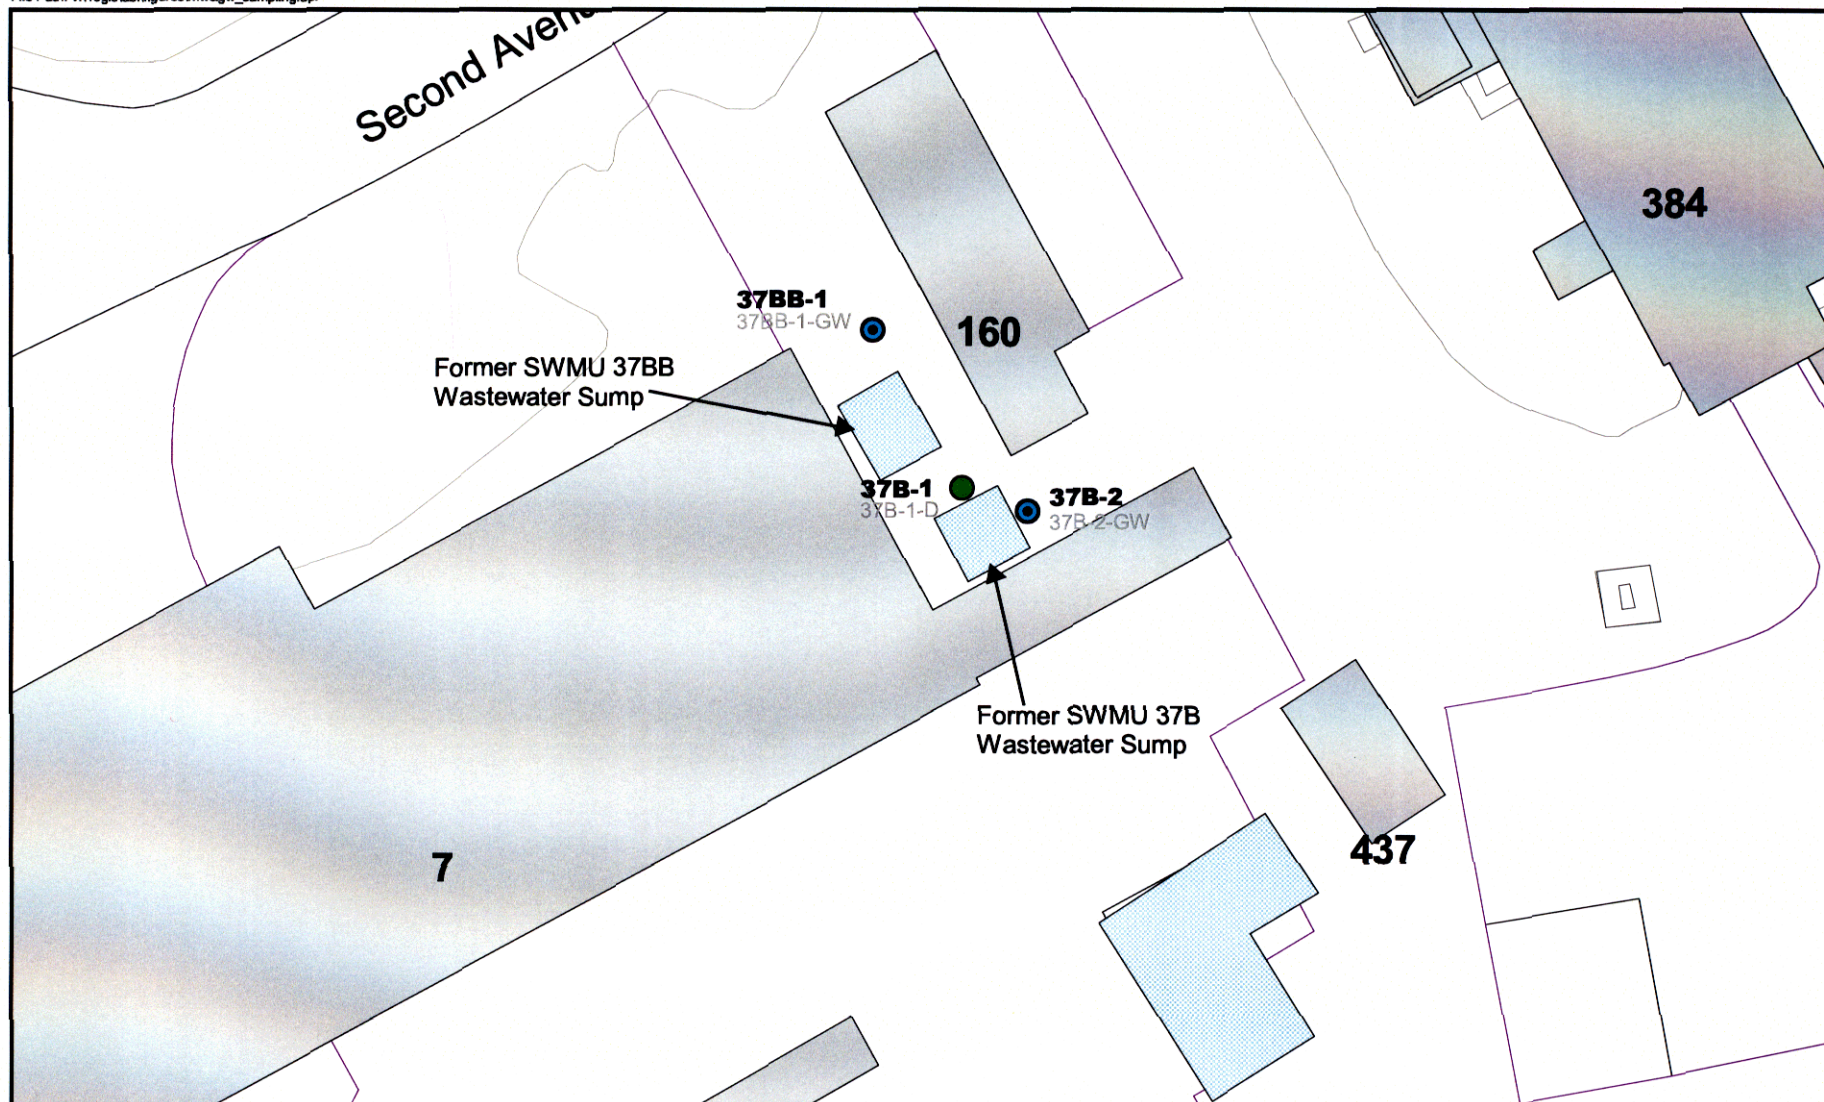 Second Avenu
384
37BB-1
37BB-1-GW
160
Former SWMU 37BB
Wastewater Sump
37B-1
37B-1-D
37B-2
37B-2-GW
Former SWMU 37B
Wastewater Sump
7
437